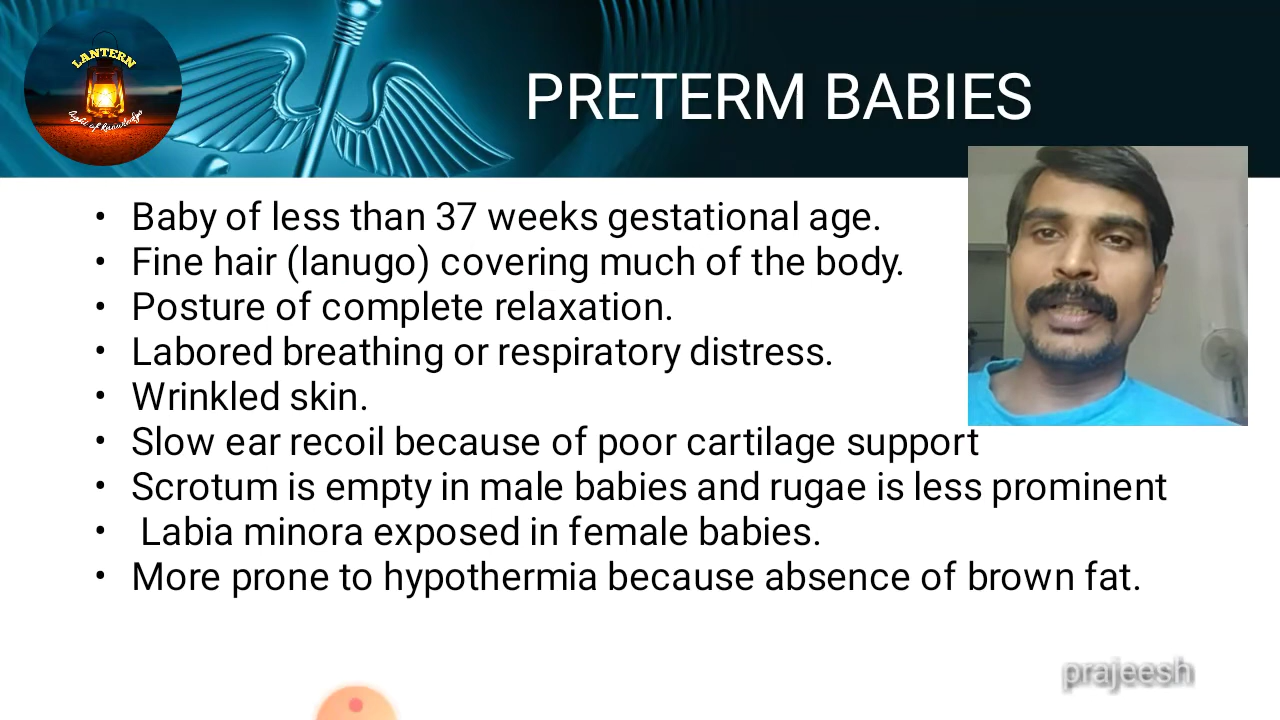 LANTERN
light of knowledge
PRETERM BABIES
• Baby of less than 37 weeks gestational age.
• Fine hair (lanugo) covering much of the body.
• Posture of complete relaxation.
• Labored breathing or respiratory distress.
• Wrinkled skin.
• Slow ear recoil because of poor cartilage support
• Scrotum is empty in male babies and rugae is less prominent
• Labia minora exposed in female babies.
• More prone to hypothermia because absence of brown fat.
prajeesh